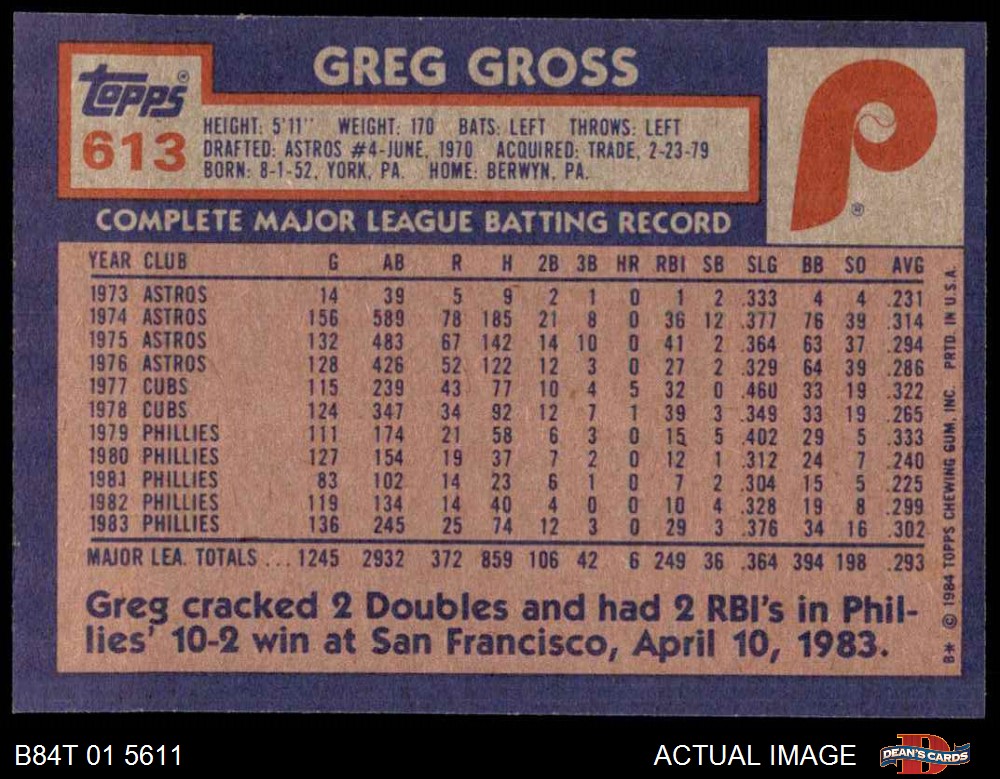 GREG GROSS
Topps®
613
HEIGHT: 5'11" WEIGHT: 170 BATS: LEFT THROWS: LEFT
DRAFTED: ASTROS #4-JUNE, 1970 ACQUIRED: TRADE, 2-23-79
BORN: 8-1-52, YORK, PA. HOME: BERWYN, PA.
P
®
COMPLETE MAJOR LEAGUE BATTING RECORD
YEAR CLUB G AB R H 2B 3B HR RBI SB SLG BB SO AVG
1973 ASTROS 14 39 5 9 2 1 0 1 2 .333 4 4 .231
1974 ASTROS 156 589 78 185 21 8 0 36 12 .377 76 39 .314
1975 ASTROS 132 483 67 142 14 10 0 41 2 .364 63 37 .294
1976 ASTROS 128 426 52 122 12 3 0 27 2 .329 64 39 .286
1977 CUBS 115 239 43 77 10 4 5 32 0 .460 33 19 .322
1978 CUBS 124 347 34 92 12 7 1 39 3 .349 33 19 .265
1979 PHILLIES 111 174 21 58 6 3 0 15 5 .402 29 5 .333
1980 PHILLIES 127 154 19 37 7 2 0 12 1 .312 24 7 .240
1981 PHILLIES 83 102 14 23 6 1 0 7 2 .304 15 5 .225
1982 PHILLIES 119 134 14 40 4 0 0 10 4 .328 19 8 .299
1983 PHILLIES 136 245 25 74 12 3 0 29 3 .376 34 16 .302
MAJOR LEA. TOTALS ... 1245 2932 372 859 106 42 6 249 36 .364 394 198 .293
Greg cracked 2 Doubles and had 2 RBI's in Phil-
lies' 10-2 win at San Francisco, April 10, 1983.
B* © 1984 TOPPS CHEWING GUM, INC. PRTD. IN U.S.A.
B84T 01 5611
ACTUAL IMAGE
D
DEAN'S CARDS